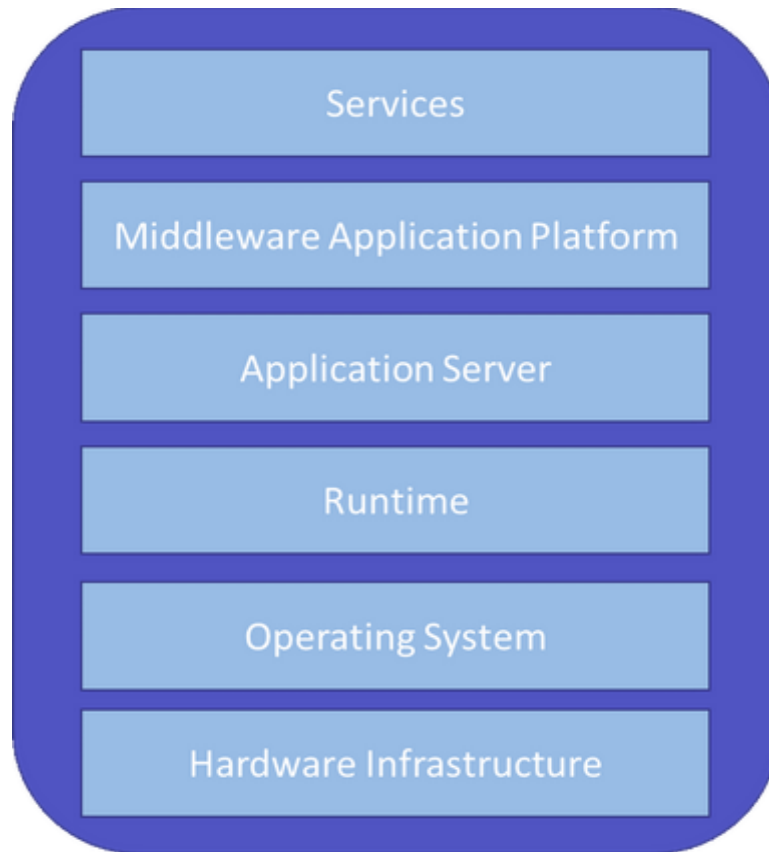 Services
Middleware Application Platform
Application Server
Runtime
Operating System
Hardware Infrastructure